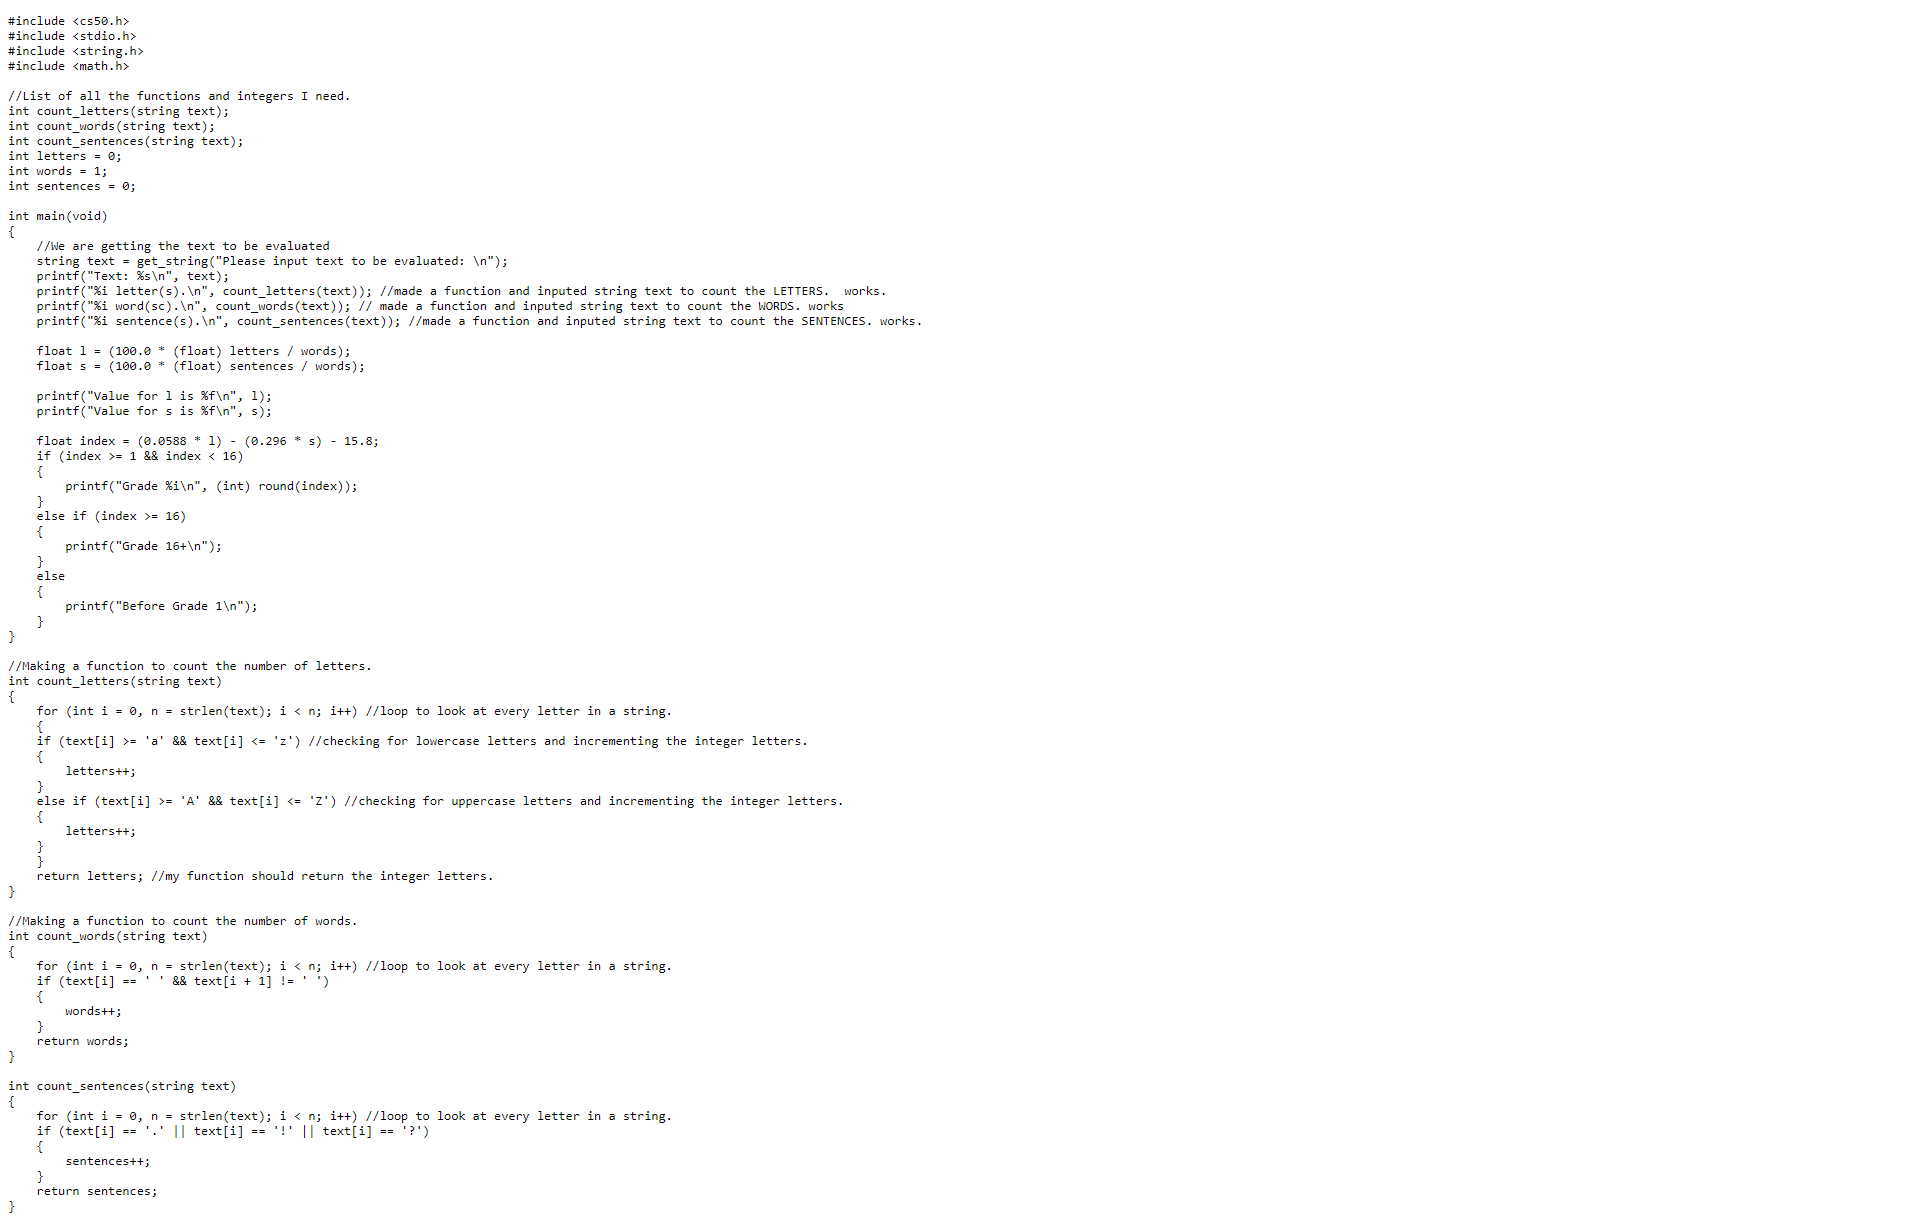 #include <cs50.h>
#include <stdio.h>
#include <string.h>
#include <math.h>

//List of all the functions and integers I need.
int count_letters(string text);
int count_words(string text);
int count_sentences(string text);
int letters = 0;
int words = 1;
int sentences = 0;

int main(void)
{
    //We are getting the text to be evaluated
    string text = get_string("Please input text to be evaluated: \n");
    printf("Text: %s\n", text);
    printf("%i letter(s).\n", count_letters(text)); //made a function and inputed string text to count the LETTERS.  works.
    printf("%i word(sc).\n", count_words(text)); // made a function and inputed string text to count the WORDS. works
    printf("%i sentence(s).\n", count_sentences(text)); //made a function and inputed string text to count the SENTENCES. works.

    float l = (100.0 * (float) letters / words);
    float s = (100.0 * (float) sentences / words);

    printf("Value for l is %f\n", l);
    printf("Value for s is %f\n", s);

    float index = (0.0588 * l) - (0.296 * s) - 15.8;
    if (index >= 1 && index < 16)
    {
        printf("Grade %i\n", (int) round(index));
    }
    else if (index >= 16)
    {
        printf("Grade 16+\n");
    }
    else
    {
        printf("Before Grade 1\n");
    }
}

//Making a function to count the number of letters.
int count_letters(string text)
{
    for (int i = 0, n = strlen(text); i < n; i++) //loop to look at every letter in a string.
    {
    if (text[i] >= 'a' && text[i] <= 'z') //checking for lowercase letters and incrementing the integer letters.
    {
        letters++;
    }
    else if (text[i] >= 'A' && text[i] <= 'Z') //checking for uppercase letters and incrementing the integer letters.
    {
        letters++;
    }
    }
    return letters; //my function should return the integer letters.
}

//Making a function to count the number of words.
int count_words(string text)
{
    for (int i = 0, n = strlen(text); i < n; i++) //loop to look at every letter in a string.
    if (text[i] == ' ' && text[i + 1] != ' ')
    {
        words++;
    }
    return words;
}

int count_sentences(string text)
{
    for (int i = 0, n = strlen(text); i < n; i++) //loop to look at every letter in a string.
    if (text[i] == '.' || text[i] == '!' || text[i] == '?')
    {
        sentences++;
    }
    return sentences;
}